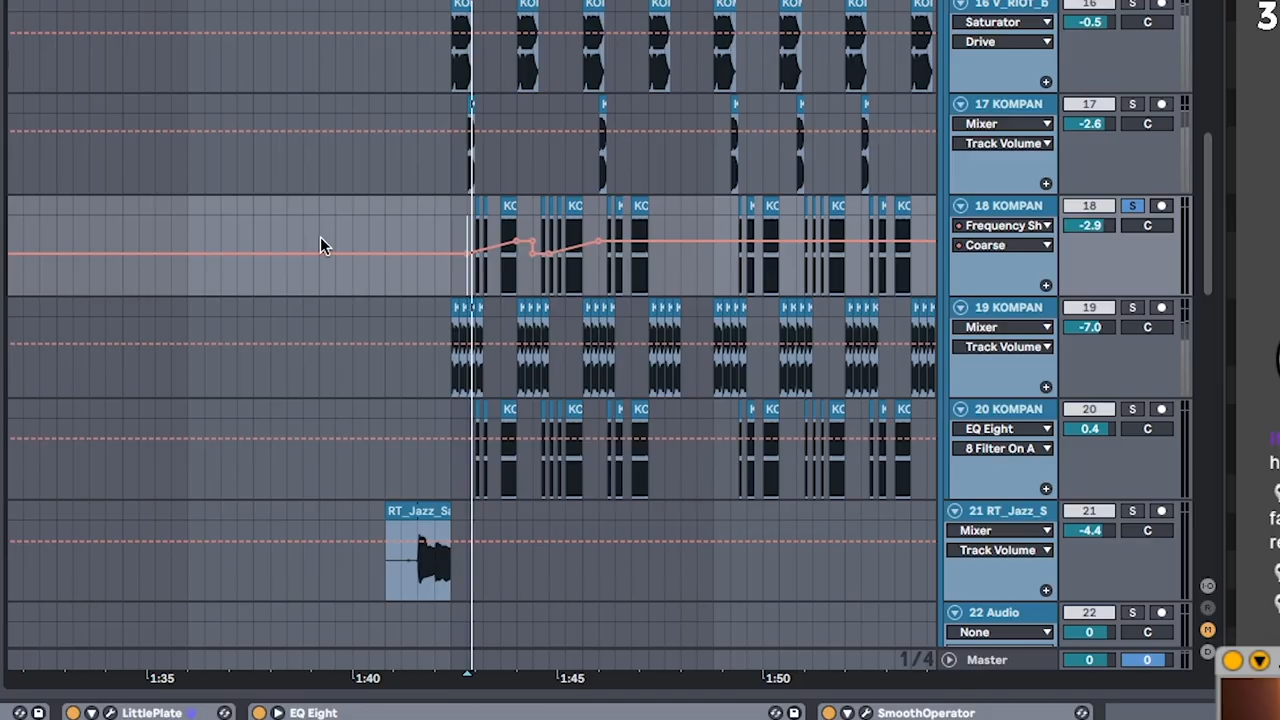 KOI KOI KOI KOI KOI KOI KOI KOI
16 V_RIOT_b
16 S
Saturator
-0.5 C
Drive
K K K K
17 KOMPAN
17 S
Mixer
-2.6 C
Track Volume
KC KC K KC K KC KC K KC
18 KOMPAN
18 S
Frequency Sh
-2.9 C
Coarse
19 KOMPAN
19 S
Mixer
-7.0 C
Track Volume
KC KC K KC K KC KC K KC
20 KOMPAN
20 S
EQ Eight
0.4 C
8 Filter On A
RT_Jazz_Sa
21 RT_Jazz_S
21 S
Mixer
-4.4 C
Track Volume
22 Audio
22 S
None
0 C
1/4
Master
0 0
1:35 1:40 1:45 1:50
LittlePlate
EQ Eight
SmoothOperator
3